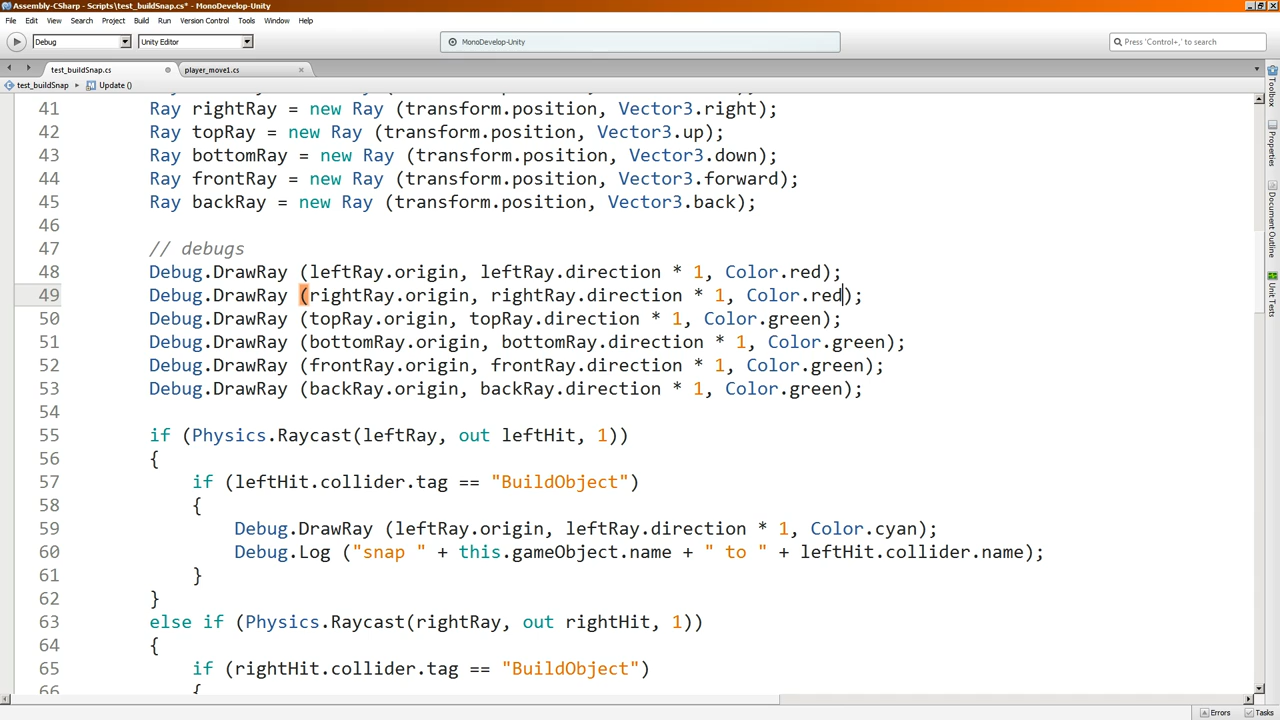 Assembly-CSharp - Scripts\test_buildSnap.cs* - MonoDevelop-Unity
File Edit View Search Project Build Run Version Control Tools Window Help
Debug Unity Editor MonoDevelop-Unity Press 'Control+,' to search
test_buildSnap.cs player_move1.cs
test_buildSnap Update ()
41 Ray rightRay = new Ray (transform.position, Vector3.right);
42 Ray topRay = new Ray (transform.position, Vector3.up);
43 Ray bottomRay = new Ray (transform.position, Vector3.down);
44 Ray frontRay = new Ray (transform.position, Vector3.forward);
45 Ray backRay = new Ray (transform.position, Vector3.back);
46
47 // debugs
48 Debug.DrawRay (leftRay.origin, leftRay.direction * 1, Color.red);
49 Debug.DrawRay (rightRay.origin, rightRay.direction * 1, Color.red);
50 Debug.DrawRay (topRay.origin, topRay.direction * 1, Color.green);
51 Debug.DrawRay (bottomRay.origin, bottomRay.direction * 1, Color.green);
52 Debug.DrawRay (frontRay.origin, frontRay.direction * 1, Color.green);
53 Debug.DrawRay (backRay.origin, backRay.direction * 1, Color.green);
54
55 if (Physics.Raycast(leftRay, out leftHit, 1))
56 {
57 if (leftHit.collider.tag == "BuildObject")
58 {
59 Debug.DrawRay (leftRay.origin, leftRay.direction * 1, Color.cyan);
60 Debug.Log ("snap " + this.gameObject.name + " to " + leftHit.collider.name);
61 }
62 }
63 else if (Physics.Raycast(rightRay, out rightHit, 1))
64 {
65 if (rightHit.collider.tag == "BuildObject")
66 {
Toolbox
Properties
Document Outline
Unit Tests
Errors Tasks